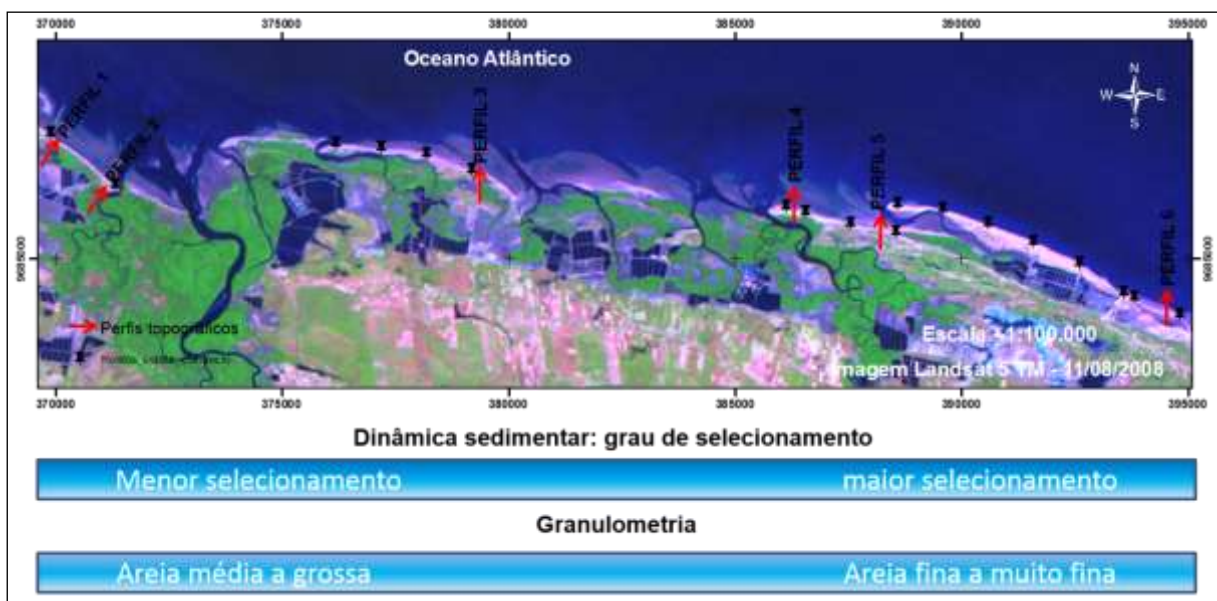 370000 375000 380000 385000 390000 395000
Oceano Atlântico
N
W E
S
PERFIL 1
PERFIL 2
PERFIL 3
PERFIL 4
PERFIL 5
PERFIL 6
9685000 9685000
Perfis topográficos
Escala 1:100.000
Imagem Landsat 5 TM - 11/08/2008
370000 375000 380000 385000 390000 395000
Dinâmica sedimentar: grau de selecionamento
Menor selecionamento maior selecionamento
Granulometria
Areia média a grossa Areia fina a muito fina